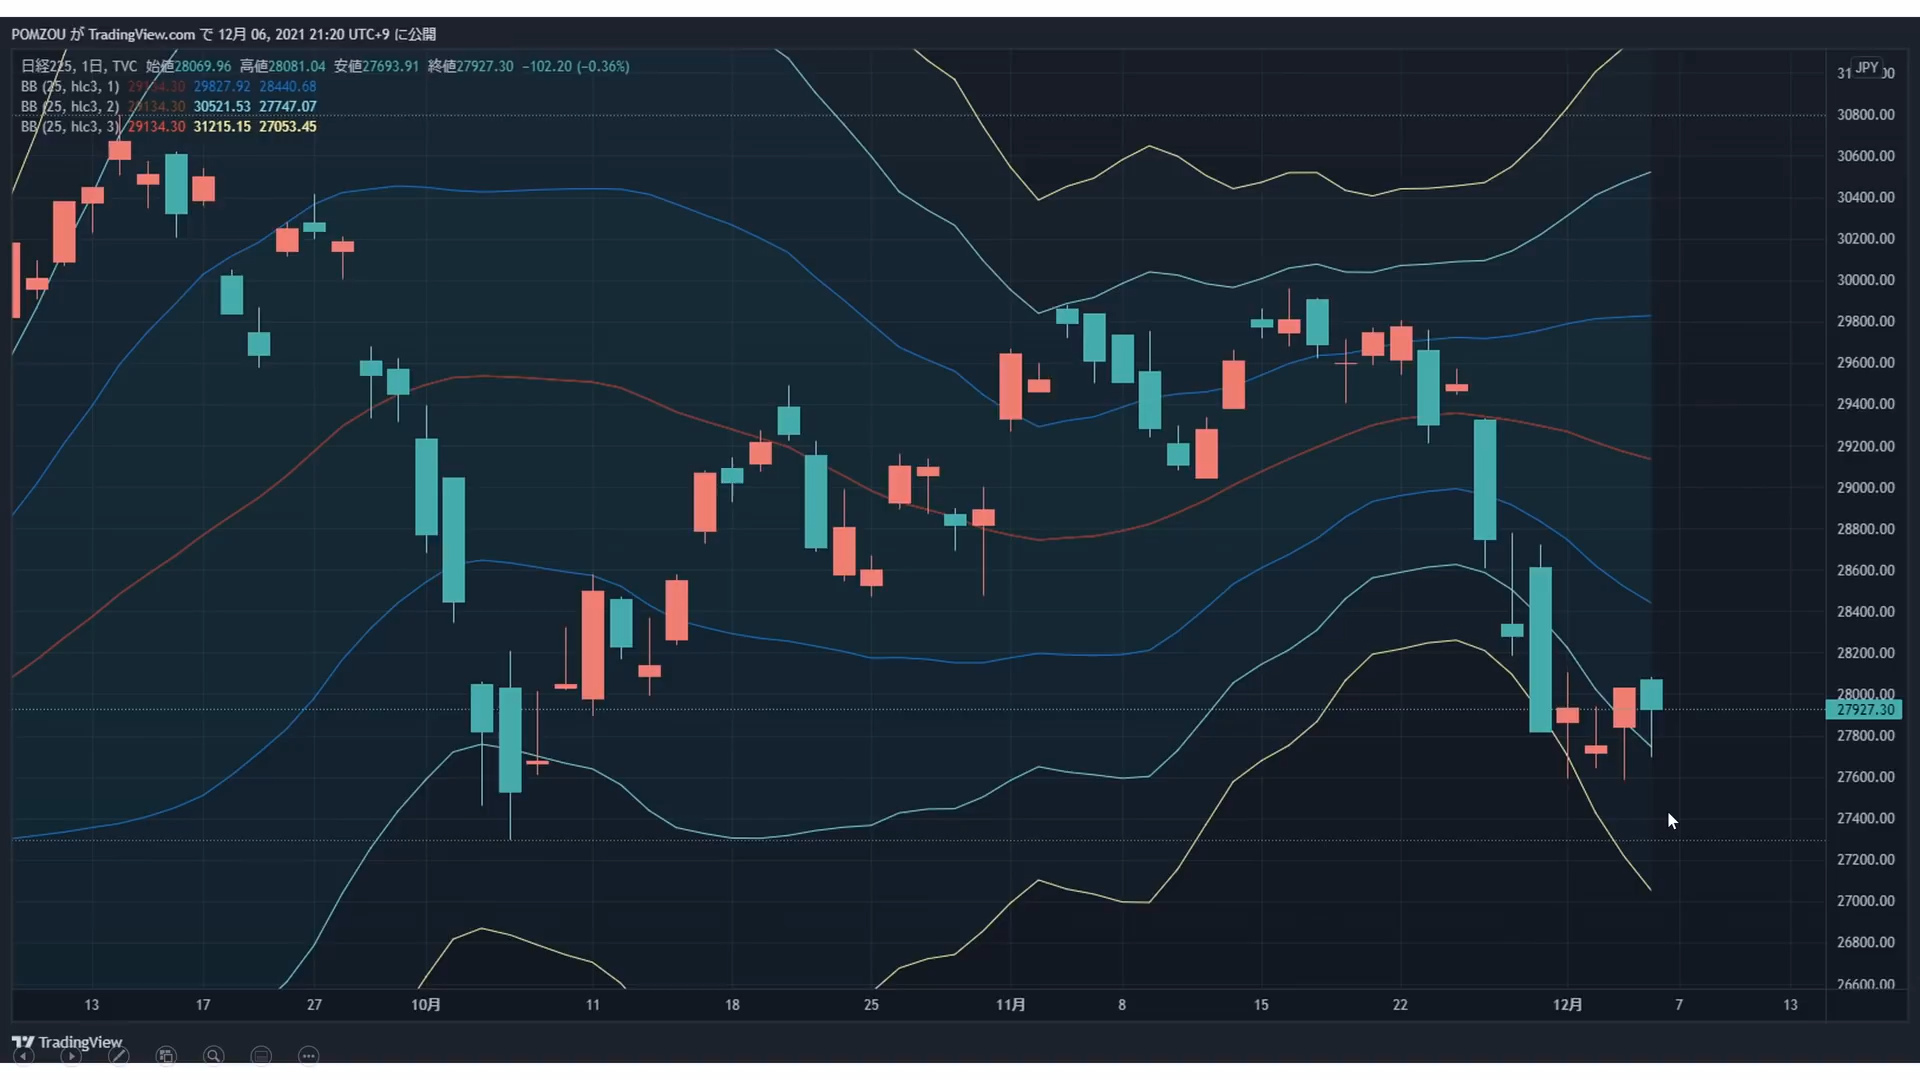 POMZOU が TradingView.com で 12月 06, 2021 21:20 UTC+9 に公開
日経225, 1日, TVC 始値28069.96 高値28081.04 安値27693.91 終値27927.30 −102.20 (−0.36%)
BB (25, hlc3, 1) 29134.30 29827.92 28440.68
BB (25, hlc3, 2) 29134.30 30521.53 27747.07
BB (25, hlc3, 3) 29134.30 31215.15 27053.45
JPY
30800.00
30600.00
30400.00
30200.00
30000.00
29800.00
29600.00
29400.00
29200.00
29000.00
28800.00
28600.00
28400.00
28200.00
28000.00
27927.30
27800.00
27600.00
27400.00
27200.00
27000.00
26800.00
26600.00
13 17 27 10月 11 18 25 11月 8 15 22 12月 7 13
TradingView